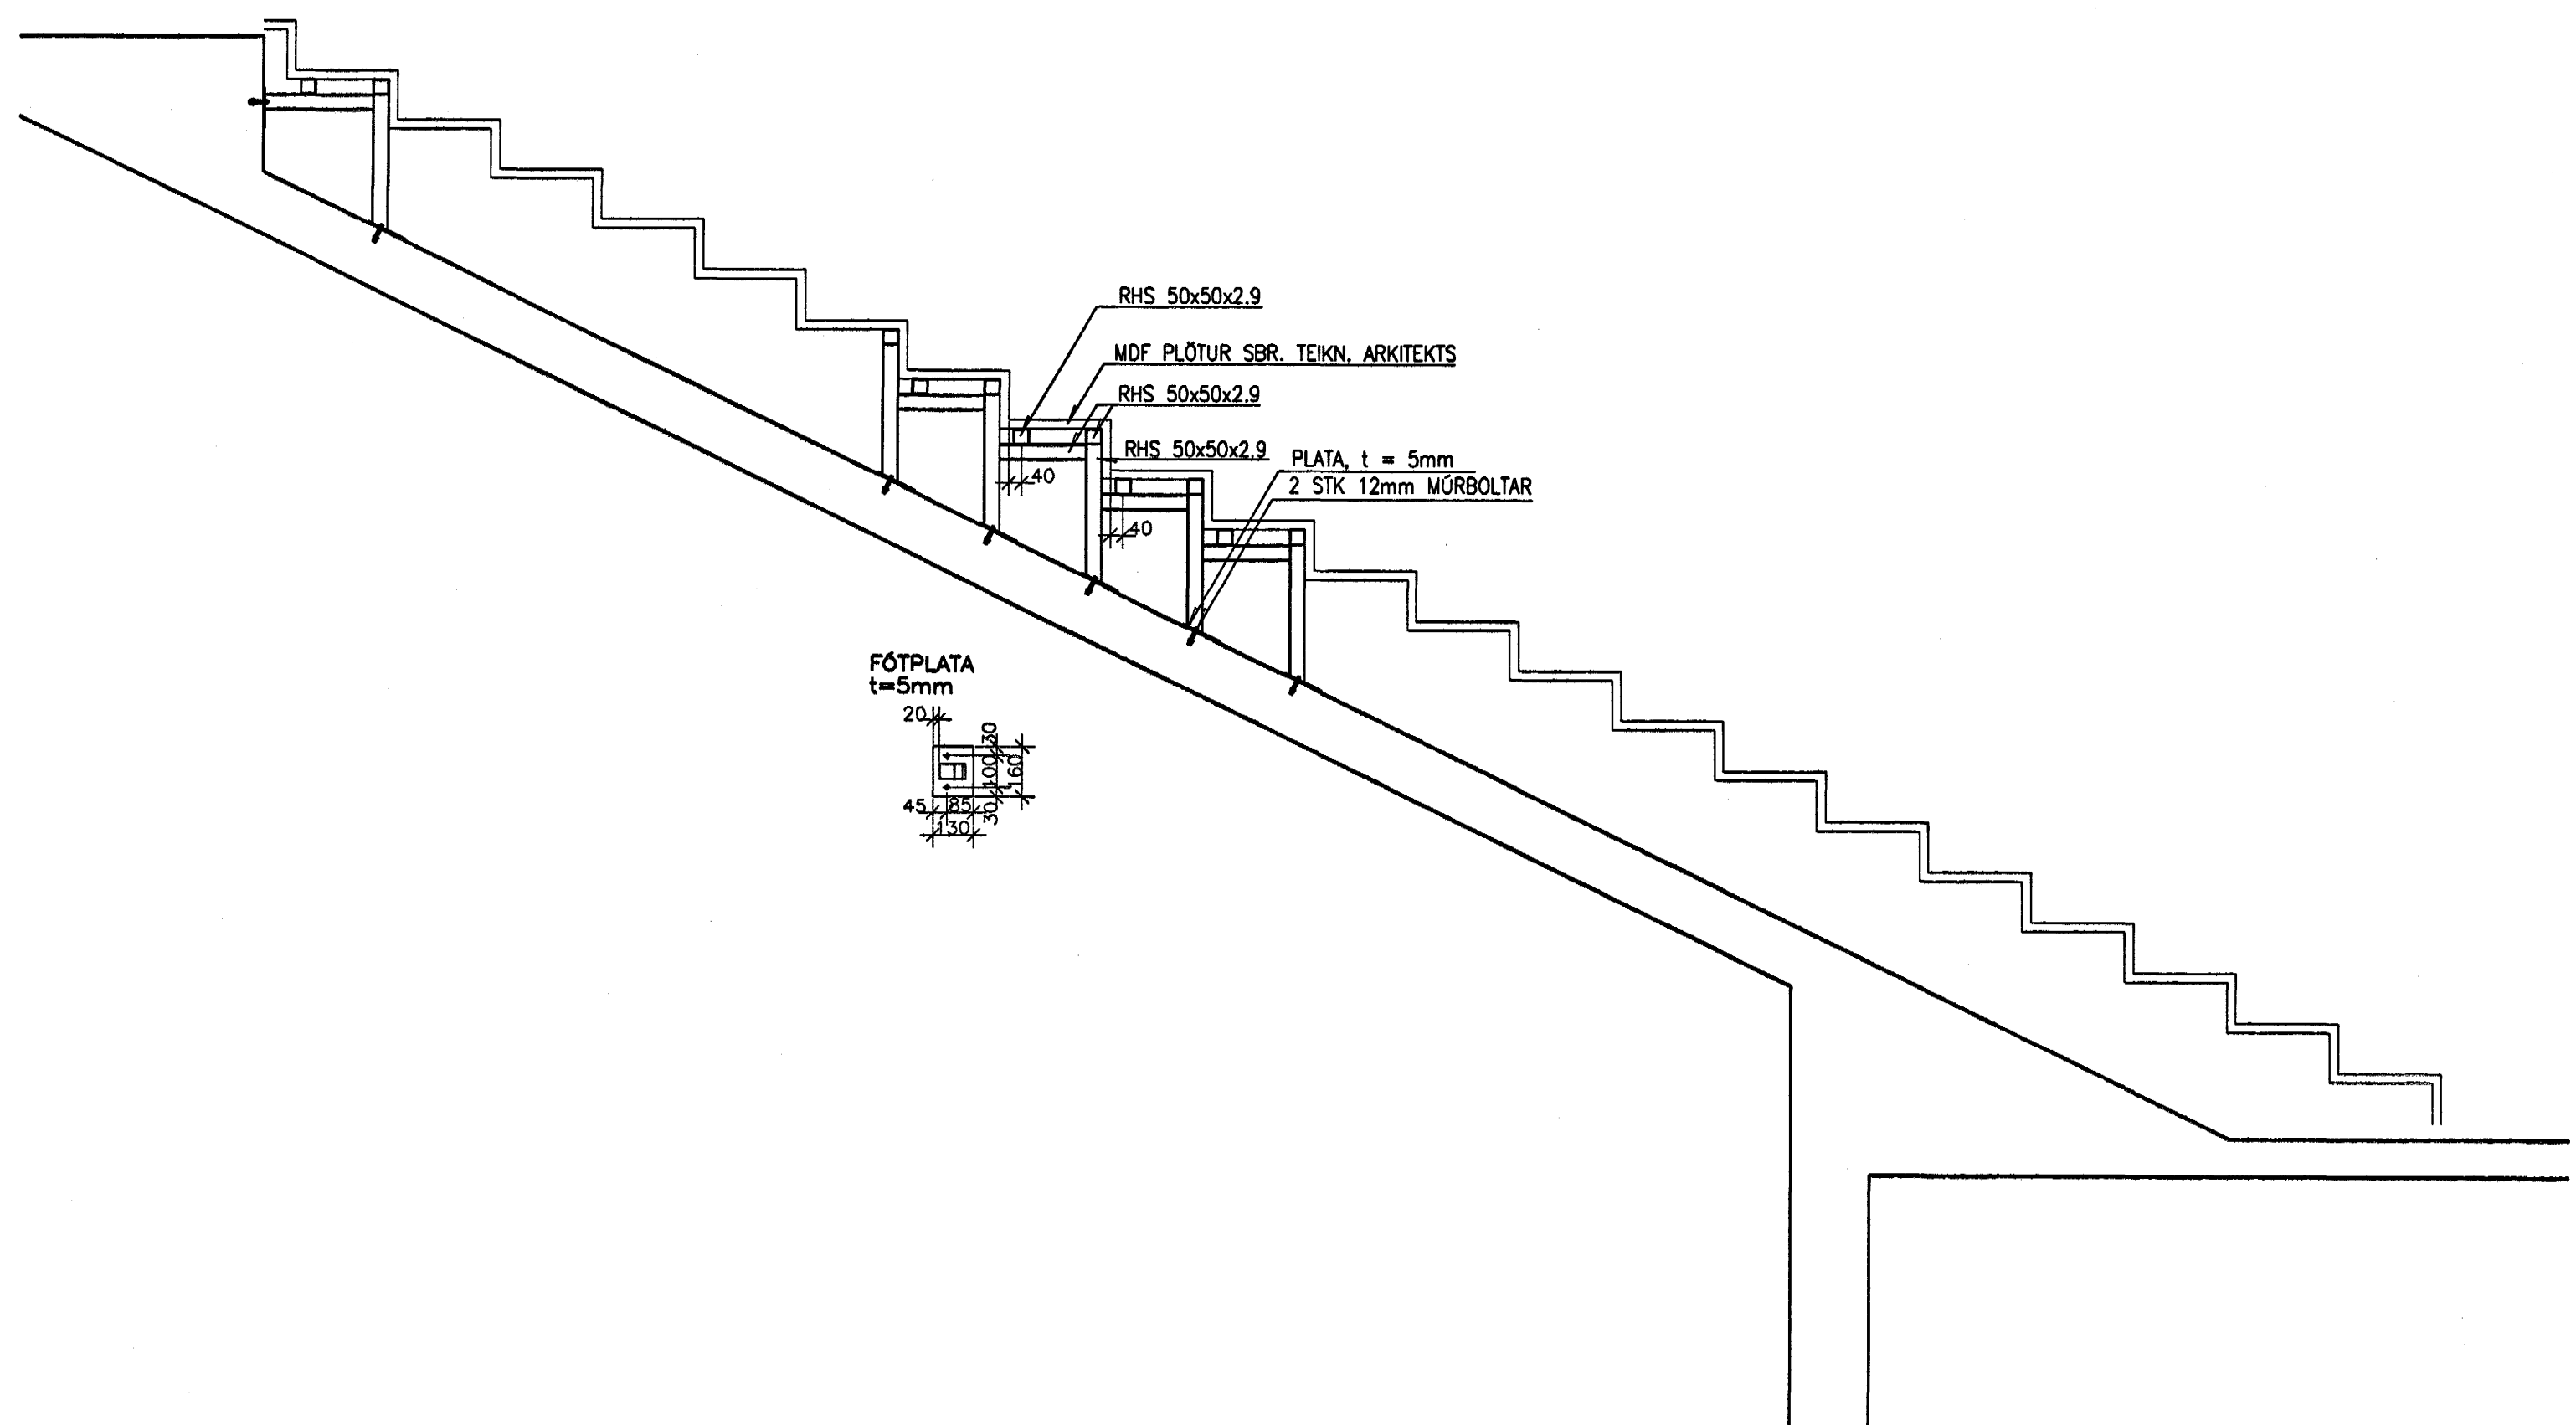 RHS 50x50x2.9
MDF PLÖTUR SBR. TEIKN. ARKITEKTS
RHS 50x50x2.9
RHS 50x50x2.9
PLATA, t = 5mm
2 STK 12mm MÚRBOLTAR
40
40
FÓTPLATA
t=5mm
20
30
100
160
30
45
85
130